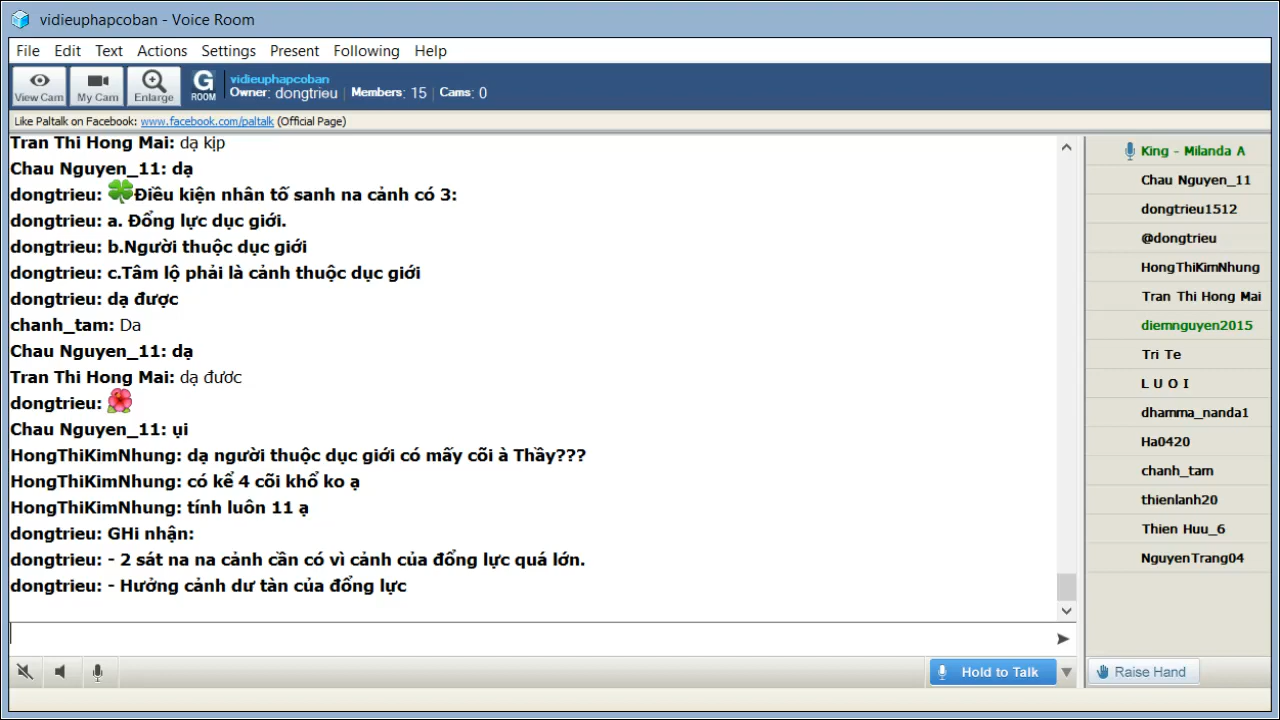 vidieuphapcoban - Voice Room
File Edit Text Actions Settings Present Following Help
View Cam My Cam Enlarge G ROOM
vidieuphapcoban
Owner: dongtrieu | Members: 15 | Cams: 0
Like Paltalk on Facebook: www.facebook.com/paltalk (Official Page)
Tran Thi Hong Mai: dạ kịp
Chau Nguyen_11: dạ
dongtrieu: Điều kiện nhân tố sanh na cảnh có 3:
dongtrieu: a. Đổng lực dục giới.
dongtrieu: b.Người thuộc dục giới
dongtrieu: c.Tâm lộ phải là cảnh thuộc dục giới
dongtrieu: dạ được
chanh_tam: Da
Chau Nguyen_11: dạ
Tran Thi Hong Mai: dạ đươc
dongtrieu:
Chau Nguyen_11: ụi
HongThiKimNhung: dạ người thuộc dục giới có mấy cõi à Thầy???
HongThiKimNhung: có kể 4 cõi khổ ko ạ
HongThiKimNhung: tính luôn 11 ạ
dongtrieu: GHi nhận:
dongtrieu: - 2 sát na na cảnh cần có vì cảnh của đổng lực quá lớn.
dongtrieu: - Hưởng cảnh dư tàn của đổng lực
King - Milanda A
Chau Nguyen_11
dongtrieu1512
@dongtrieu
HongThiKimNhung
Tran Thi Hong Mai
diemnguyen2015
Tri Te
L U O I
dhamma_nanda1
Ha0420
chanh_tam
thienlanh20
Thien Huu_6
NguyenTrang04
Hold to Talk
Raise Hand